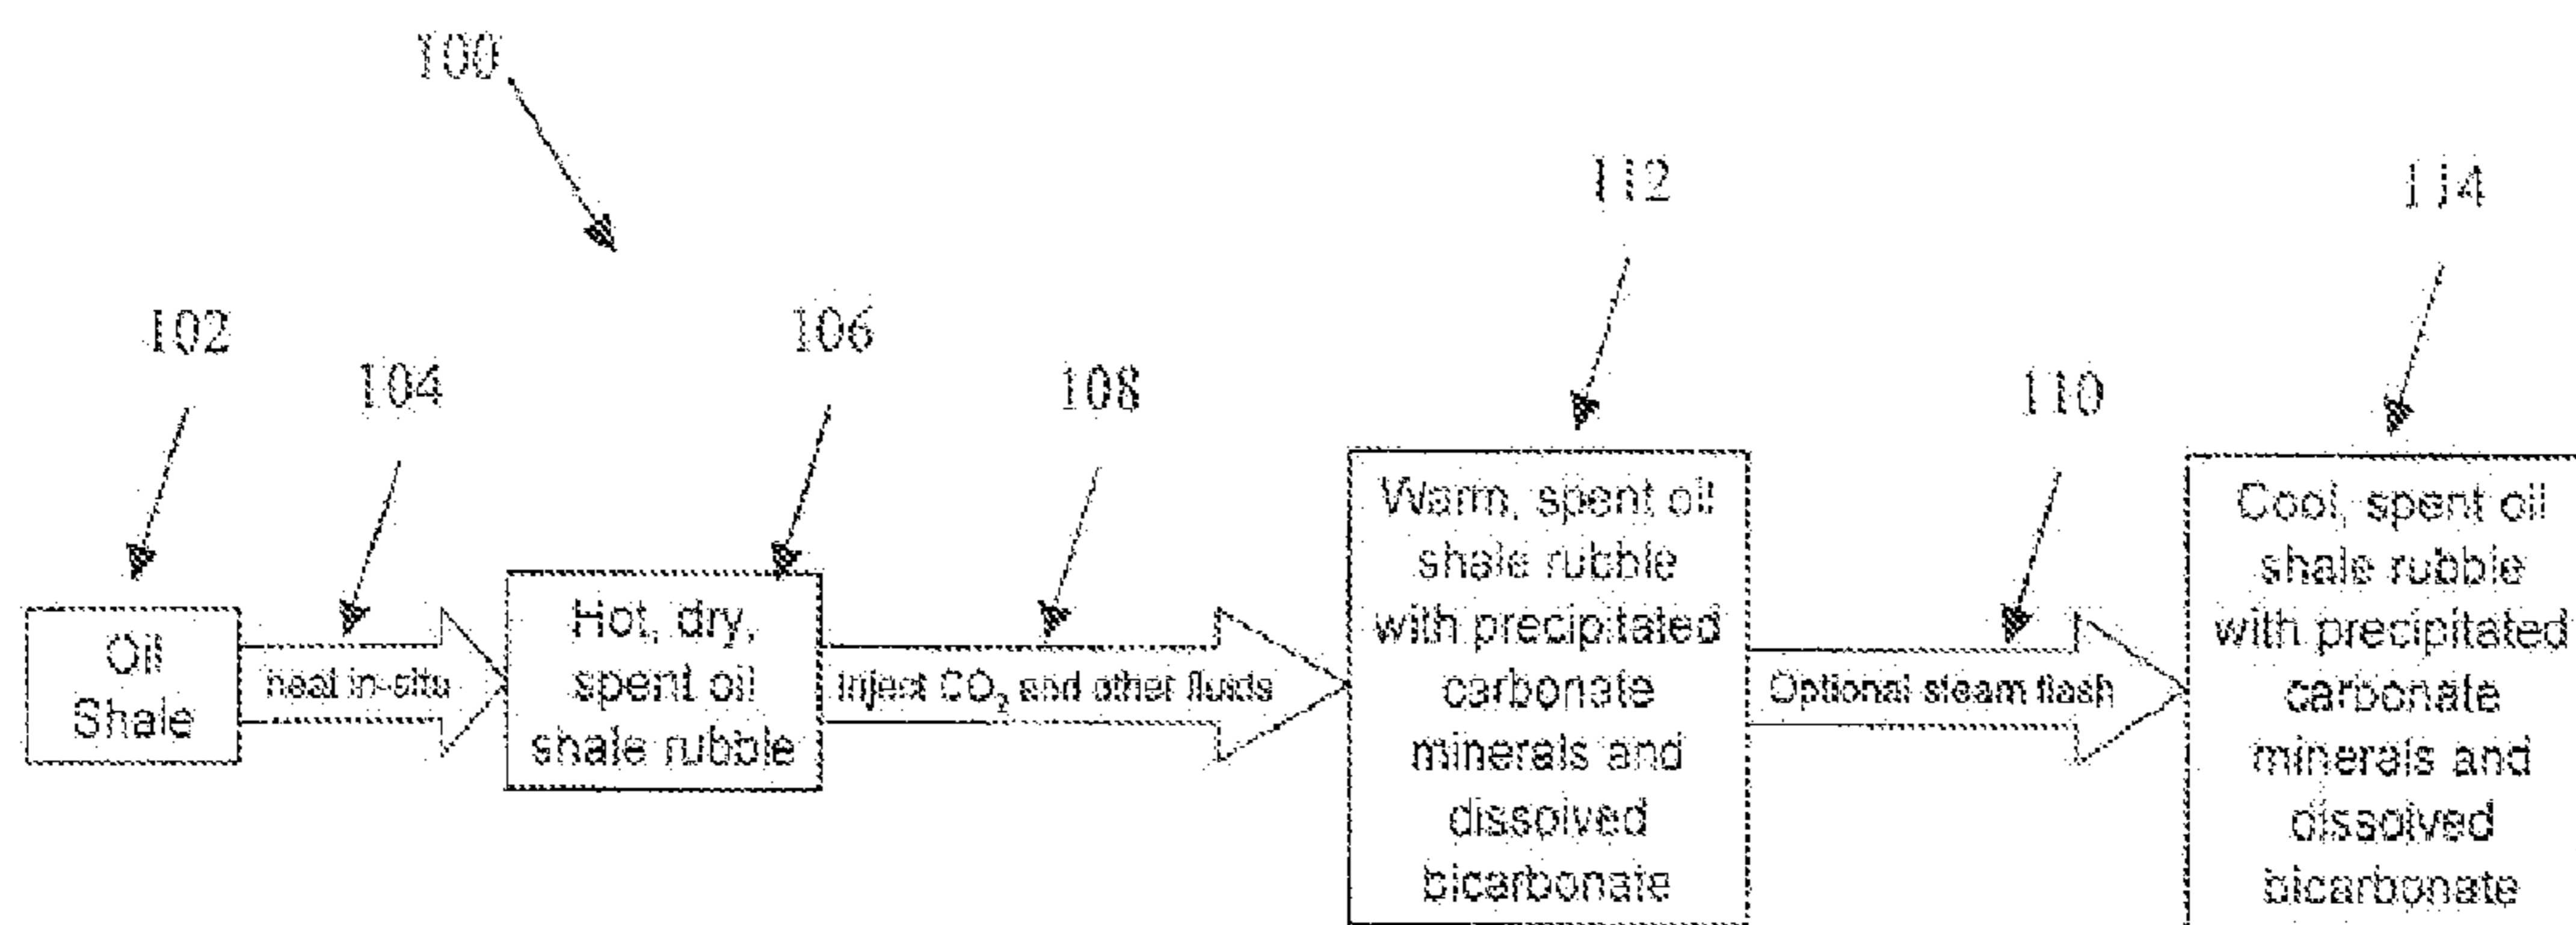 100
112
114
102
106
104
108
110
Oil
Shale
heat in-situ
Hot, dry,
spent oil
shale rubble
Inject CO₂ and other fluids
Warm, spent oil
shale rubble
with precipitated
carbonate
minerals and
dissolved
bicarbonate
Optional steam flash
Cool, spent oil
shale rubble
with precipitated
carbonate
minerals and
dissolved
bicarbonate